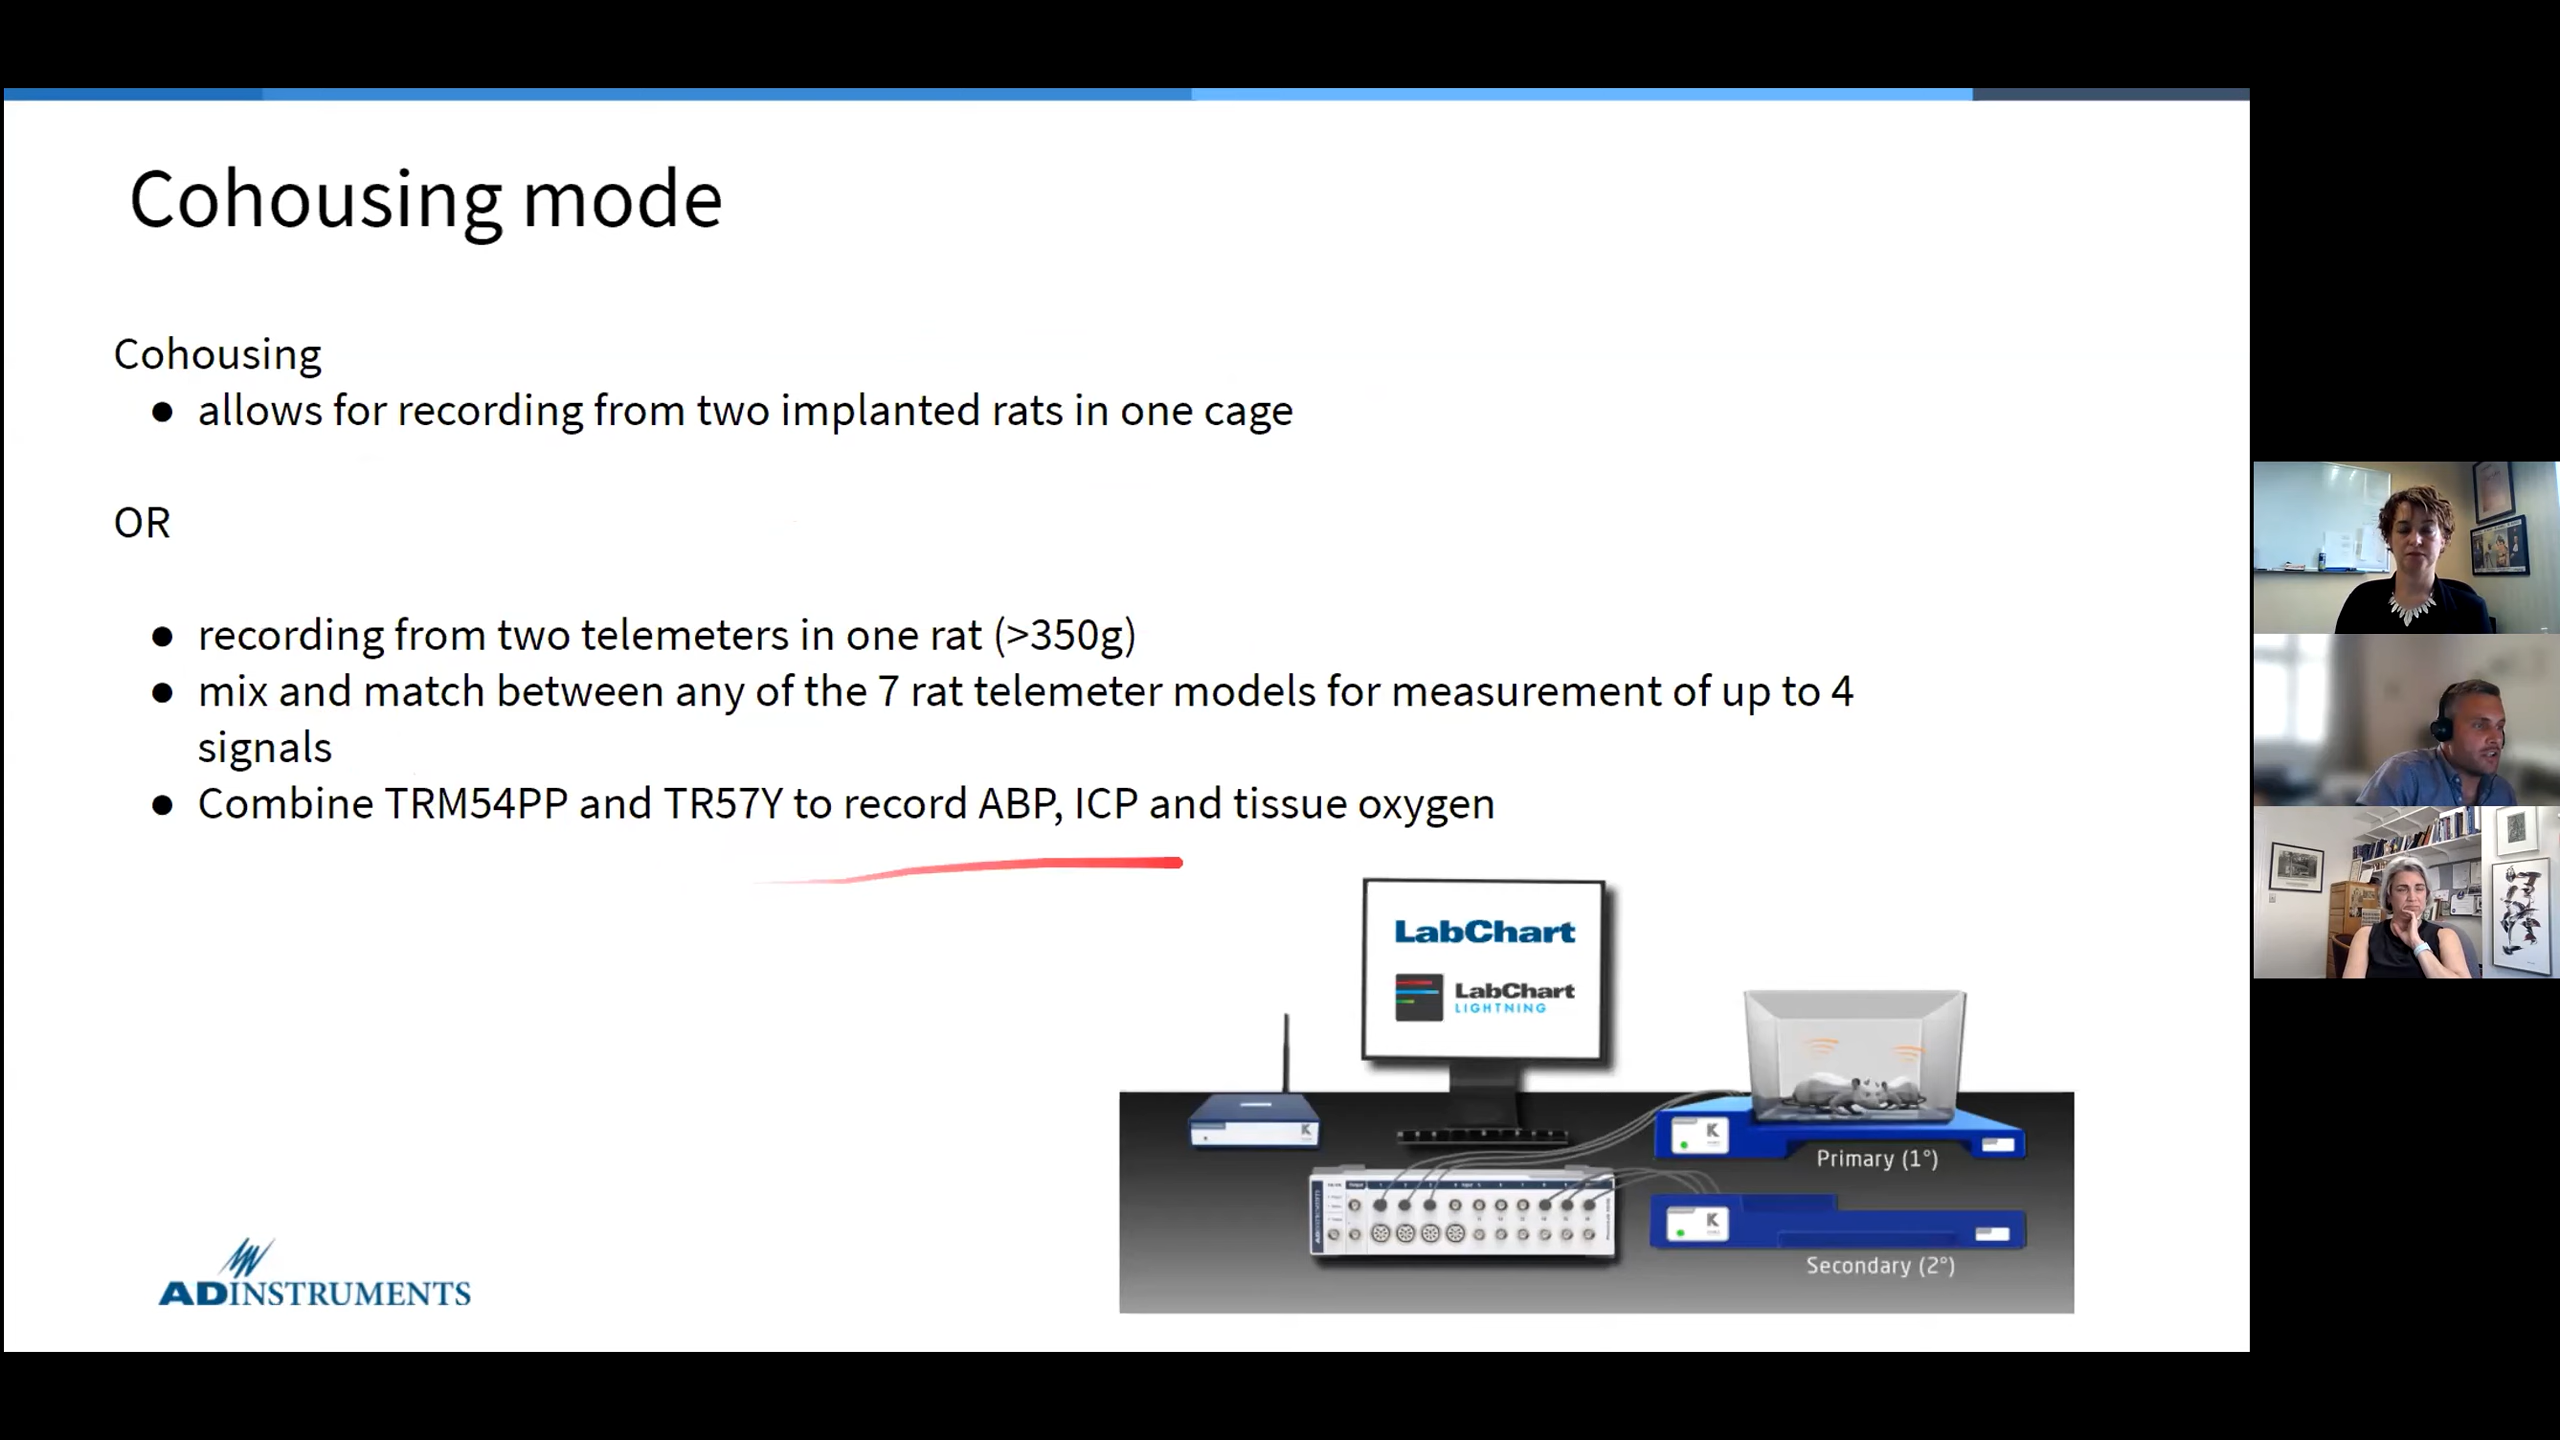 Cohousing mode
Cohousing
● allows for recording from two implanted rats in one cage
OR
● recording from two telemeters in one rat (>350g)
● mix and match between any of the 7 rat telemeter models for measurement of up to 4
signals
● Combine TRM54PP and TR57Y to record ABP, ICP and tissue oxygen
LabChart
LabChart
LIGHTNING
K
K
Primary (1°)
K
Secondary (2°)
ADINSTRUMENTS